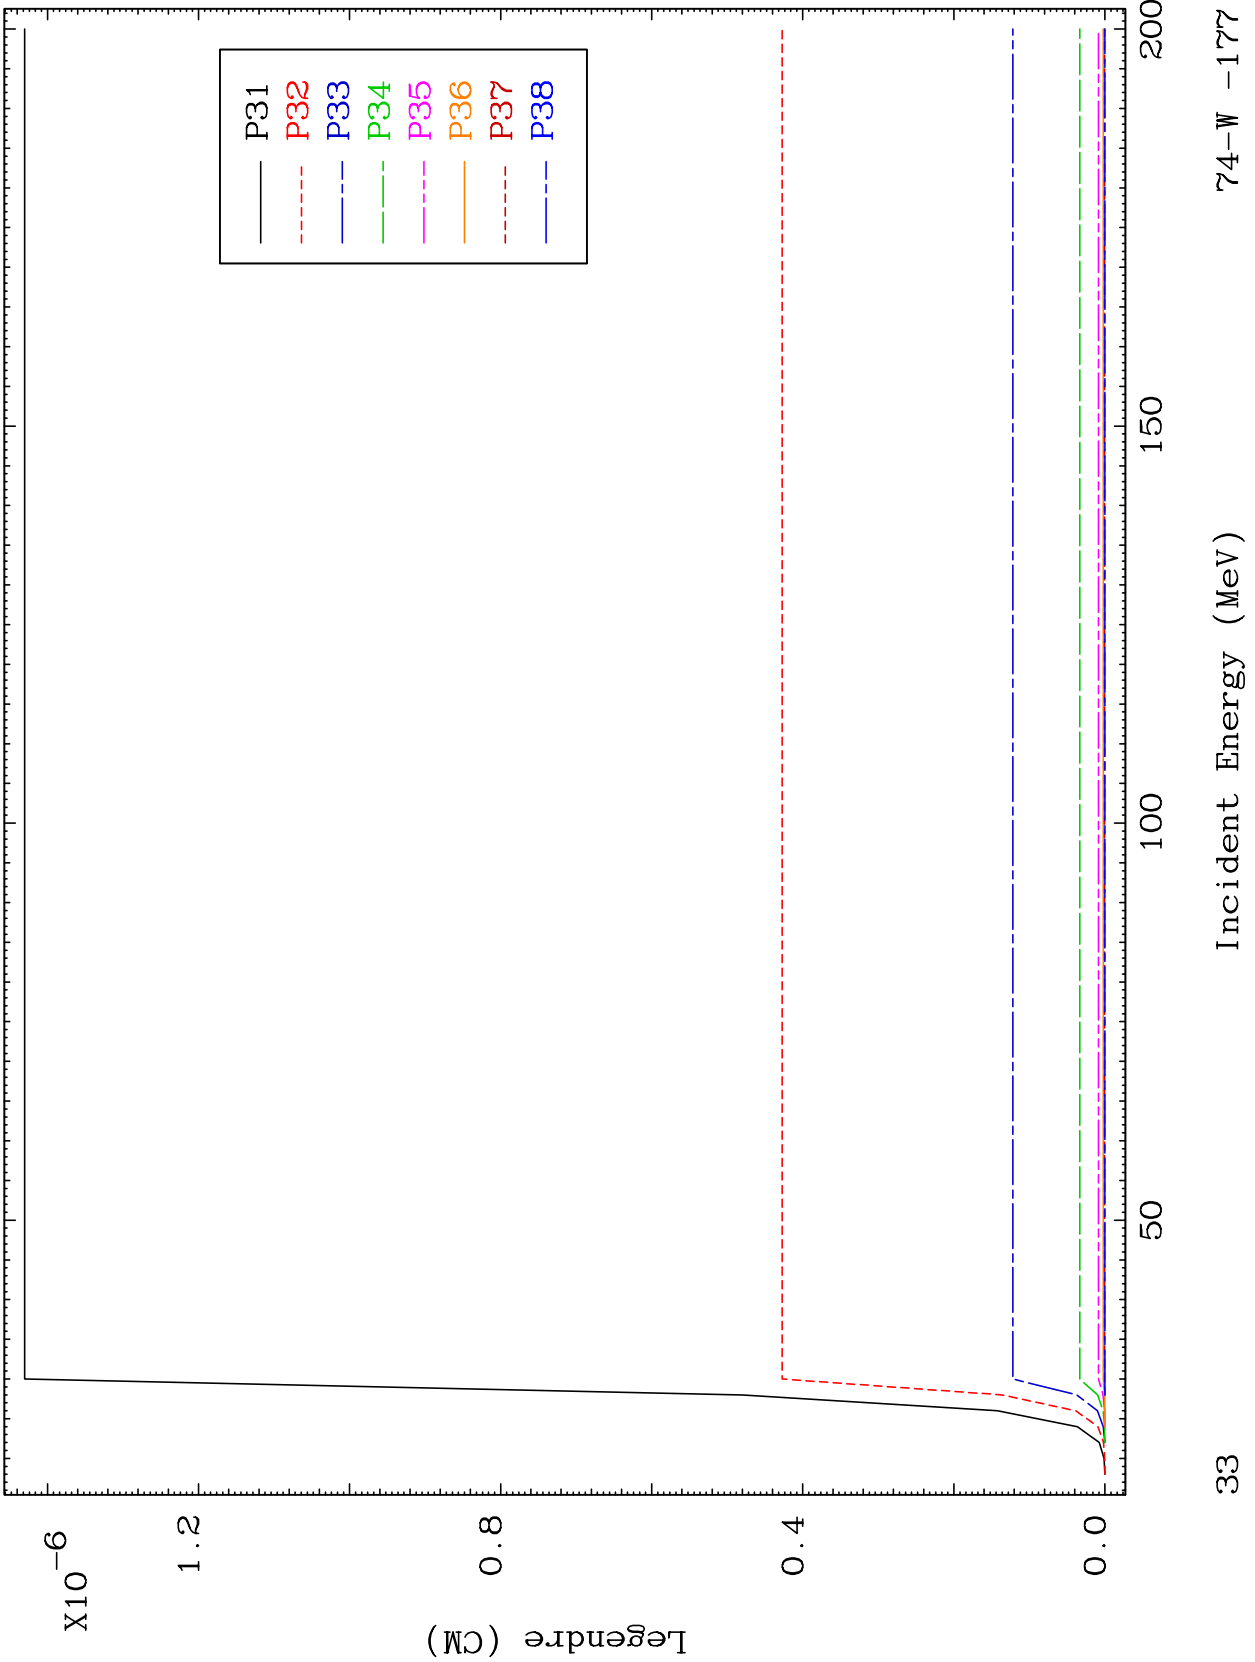 X10-6
1.2
0.8
0.4
0.0
Legendre (CM)
P31
P32
P33
P34
P35
P36
P37
P38
50
100
150
200
33
Incident Energy (MeV)
74-W -177